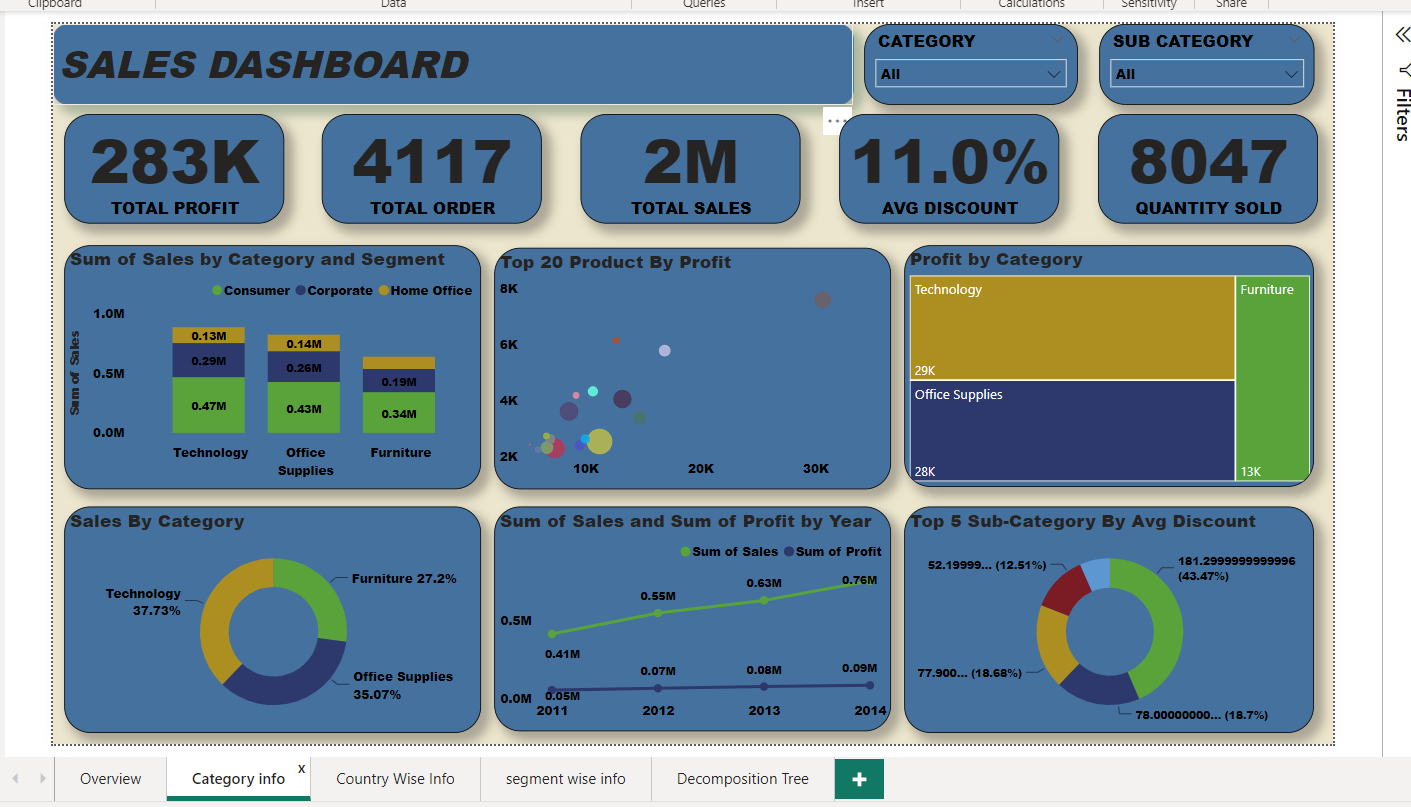 Clipboard
Data
Queries
Insert
Calculations
Sensitivity
Share
SALES DASHBOARD
CATEGORY
All
SUB CATEGORY
All
Filters
283K
TOTAL PROFIT
4117
TOTAL ORDER
2M
TOTAL SALES
11.0%
AVG DISCOUNT
8047
QUANTITY SOLD
Sum of Sales by Category and Segment
Consumer Corporate Home Office
Sum of Sales
1.0M
0.5M
0.0M
0.13M
0.29M
0.47M
0.14M
0.26M
0.43M
0.19M
0.34M
Technology
Office
Supplies
Furniture
Top 20 Product By Profit
8K
6K
4K
2K
10K
20K
30K
Profit by Category
Technology
29K
Office Supplies
28K
Furniture
13K
Sales By Category
Furniture 27.2%
Technology
37.73%
Office Supplies
35.07%
Sum of Sales and Sum of Profit by Year
Sum of Sales Sum of Profit
0.5M
0.0M
0.41M
0.55M
0.63M
0.76M
0.05M
0.07M
0.08M
0.09M
2011
2012
2013
2014
Top 5 Sub-Category By Avg Discount
52.19999... (12.51%)
181.2999999999996
(43.47%)
77.900... (18.68%)
78.00000000... (18.7%)
Overview
Category info
x
Country Wise Info
segment wise info
Decomposition Tree
+